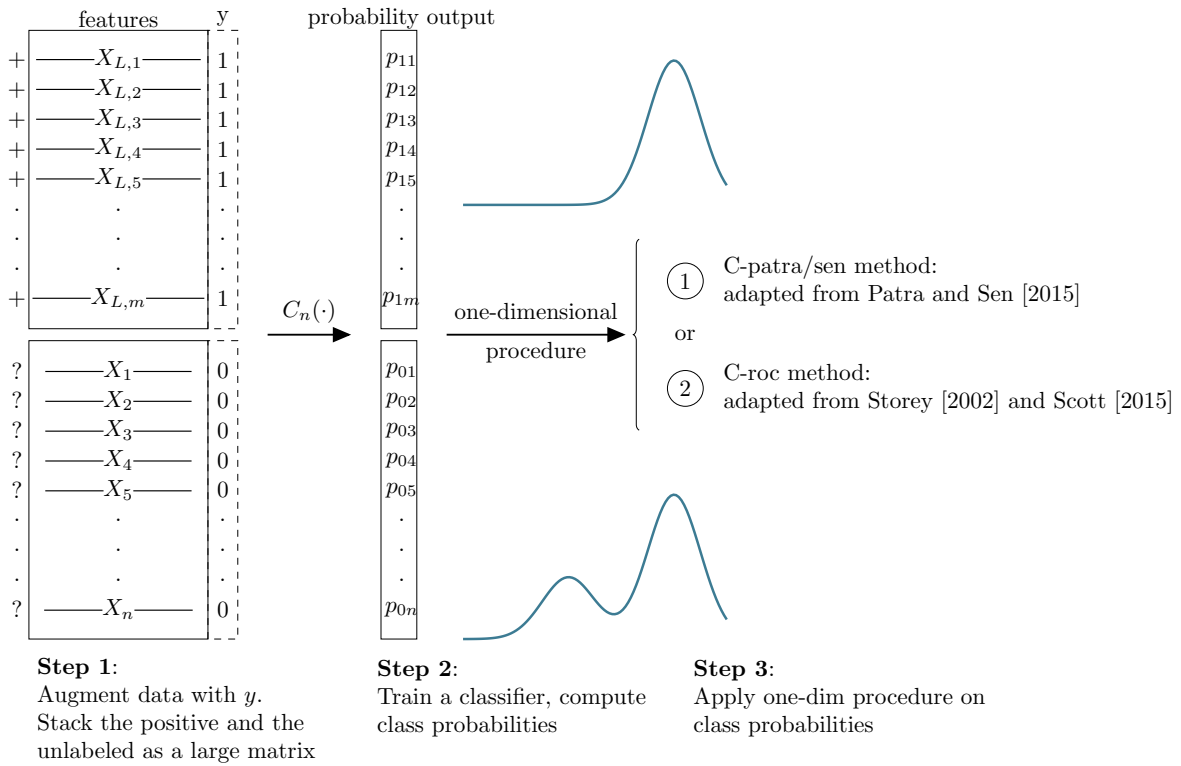 features y probability output
+ X_{L,1} 1 p_{11}
+ X_{L,2} 1 p_{12}
+ X_{L,3} 1 p_{13}
+ X_{L,4} 1 p_{14}
+ X_{L,5} 1 p_{15}
. . . .
. . . .
. . . .
+ X_{L,m} 1 p_{1m}
C_n(·)
one-dimensional
procedure
1 C-patra/sen method:
adapted from Patra and Sen [2015]
or
2 C-roc method:
adapted from Storey [2002] and Scott [2015]
? X_1 0 p_{01}
? X_2 0 p_{02}
? X_3 0 p_{03}
? X_4 0 p_{04}
? X_5 0 p_{05}
. . . .
. . . .
. . . .
? X_n 0 p_{0n}
Step 1:
Augment data with y.
Stack the positive and the
unlabeled as a large matrix
Step 2:
Train a classifier, compute
class probabilities
Step 3:
Apply one-dim procedure on
class probabilities